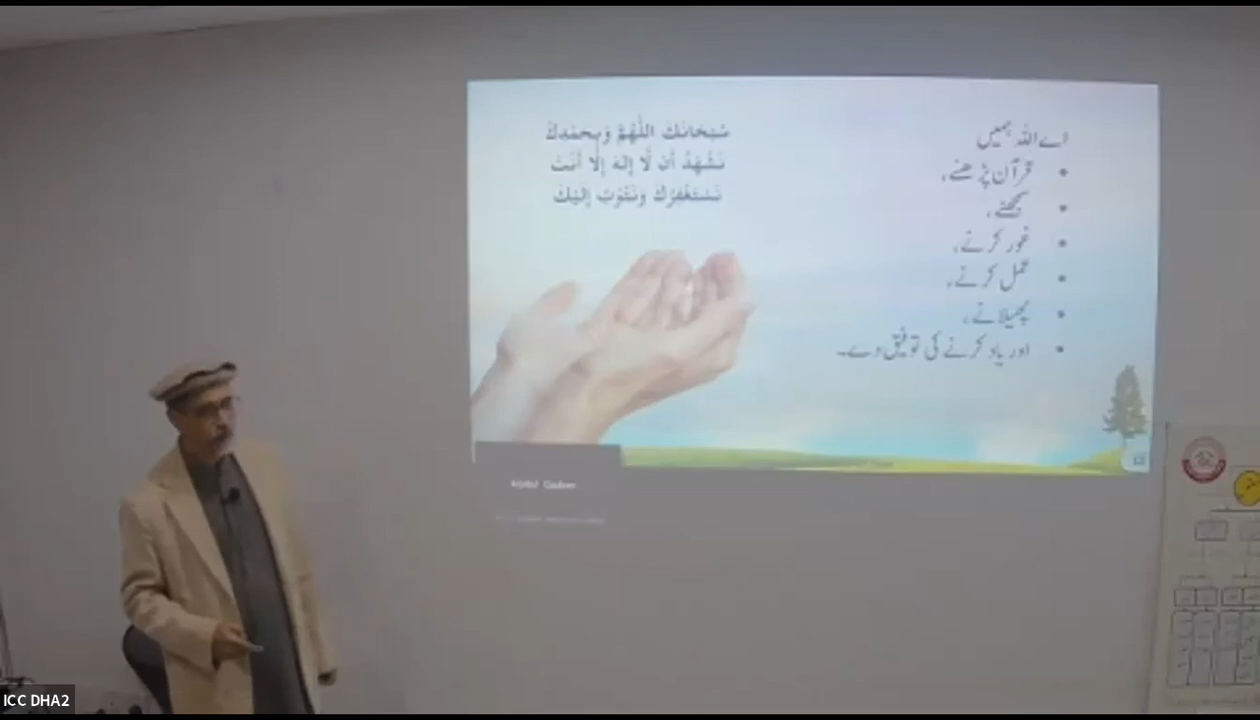 سُبْحَانَكَ اللّٰهُمَّ وَبِحَمْدِكَ
نَشْهَدُ أَن لَّا إِلٰهَ إِلَّا أَنْتَ
نَسْتَغْفِرُكَ وَنَتُوْبُ إِلَيْكَ
اے اللہ ہمیں
• قرآن پڑھنے،
• سمجھنے،
• غور کرنے،
• عمل کرنے،
• پھیلانے،
• اور یاد کرنے کی توفیق دے۔
12
ICC DHA2